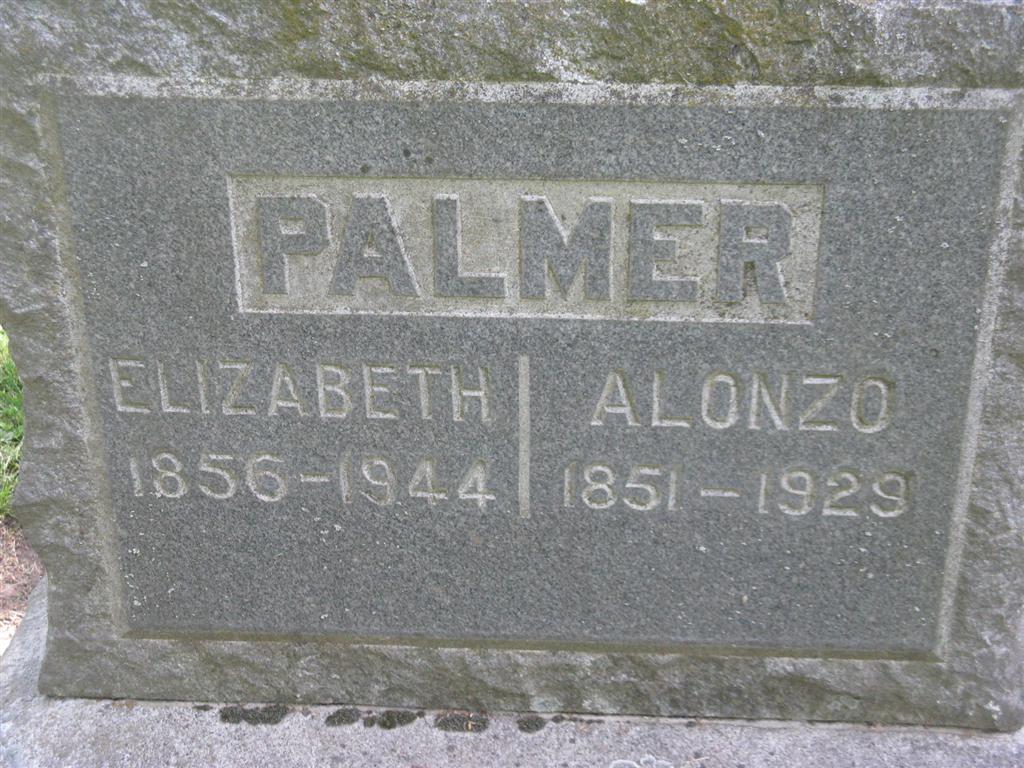 PALMER
ELIZABETH | ALONZO
1856-1944 | 1851-1929